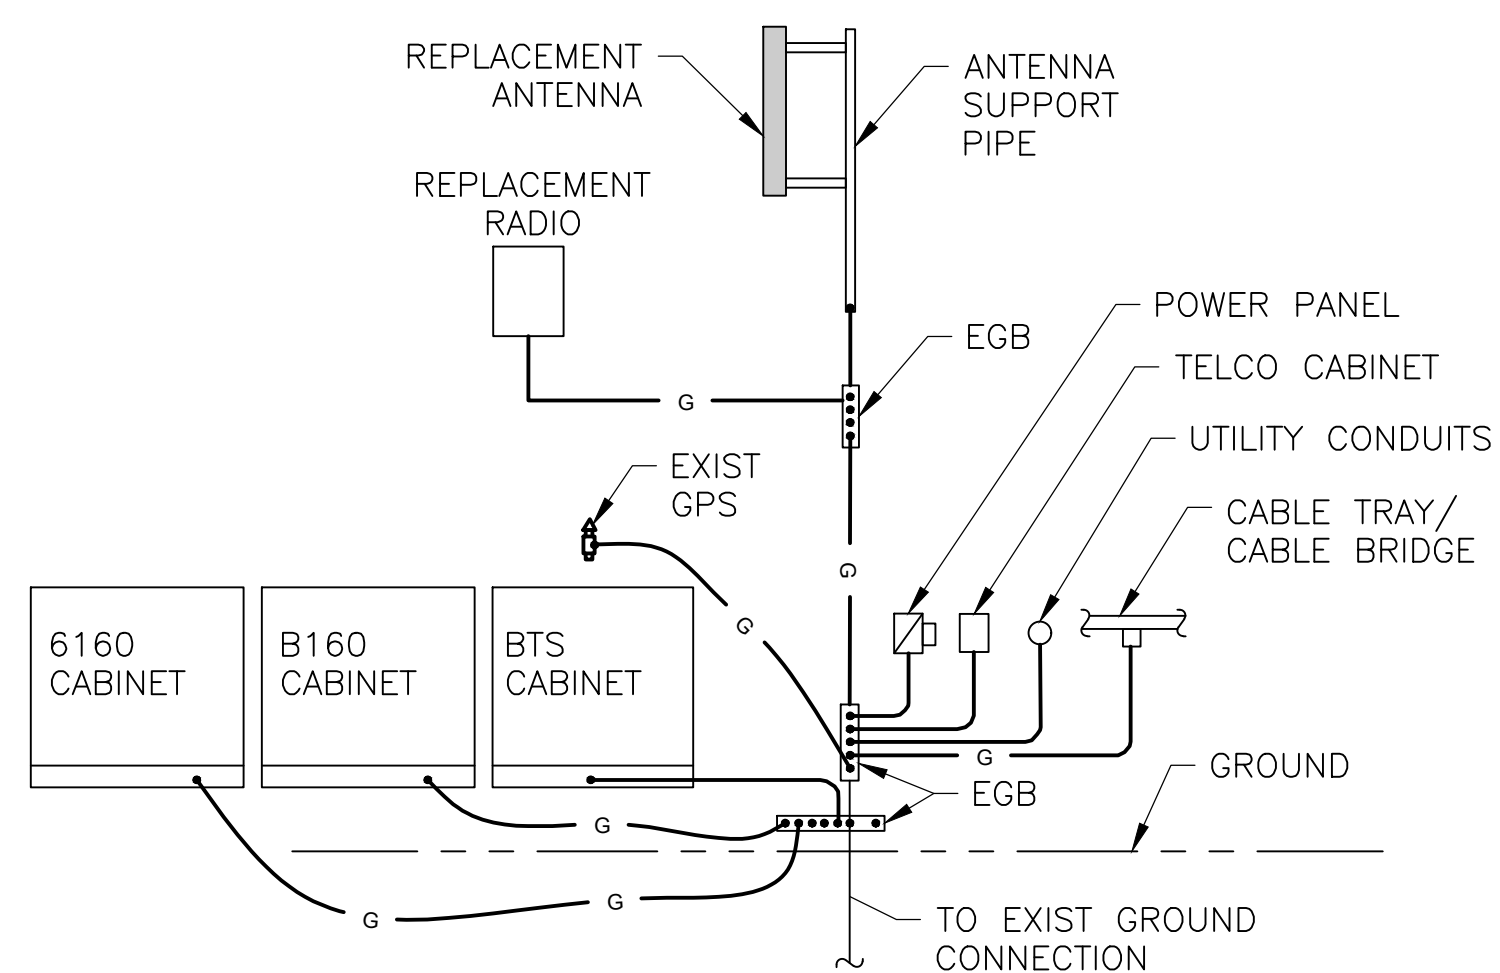 REPLACEMENT
ANTENNA
ANTENNA
SUPPORT
PIPE
REPLACEMENT
RADIO
POWER PANEL
EGB
TELCO CABINET
G
UTILITY CONDUITS
EXIST
GPS
CABLE TRAY/
CABLE BRIDGE
G
G
6160
CABINET
B160
CABINET
BTS
CABINET
G
GROUND
EGB
G
G
G
TO EXIST GROUND
CONNECTION